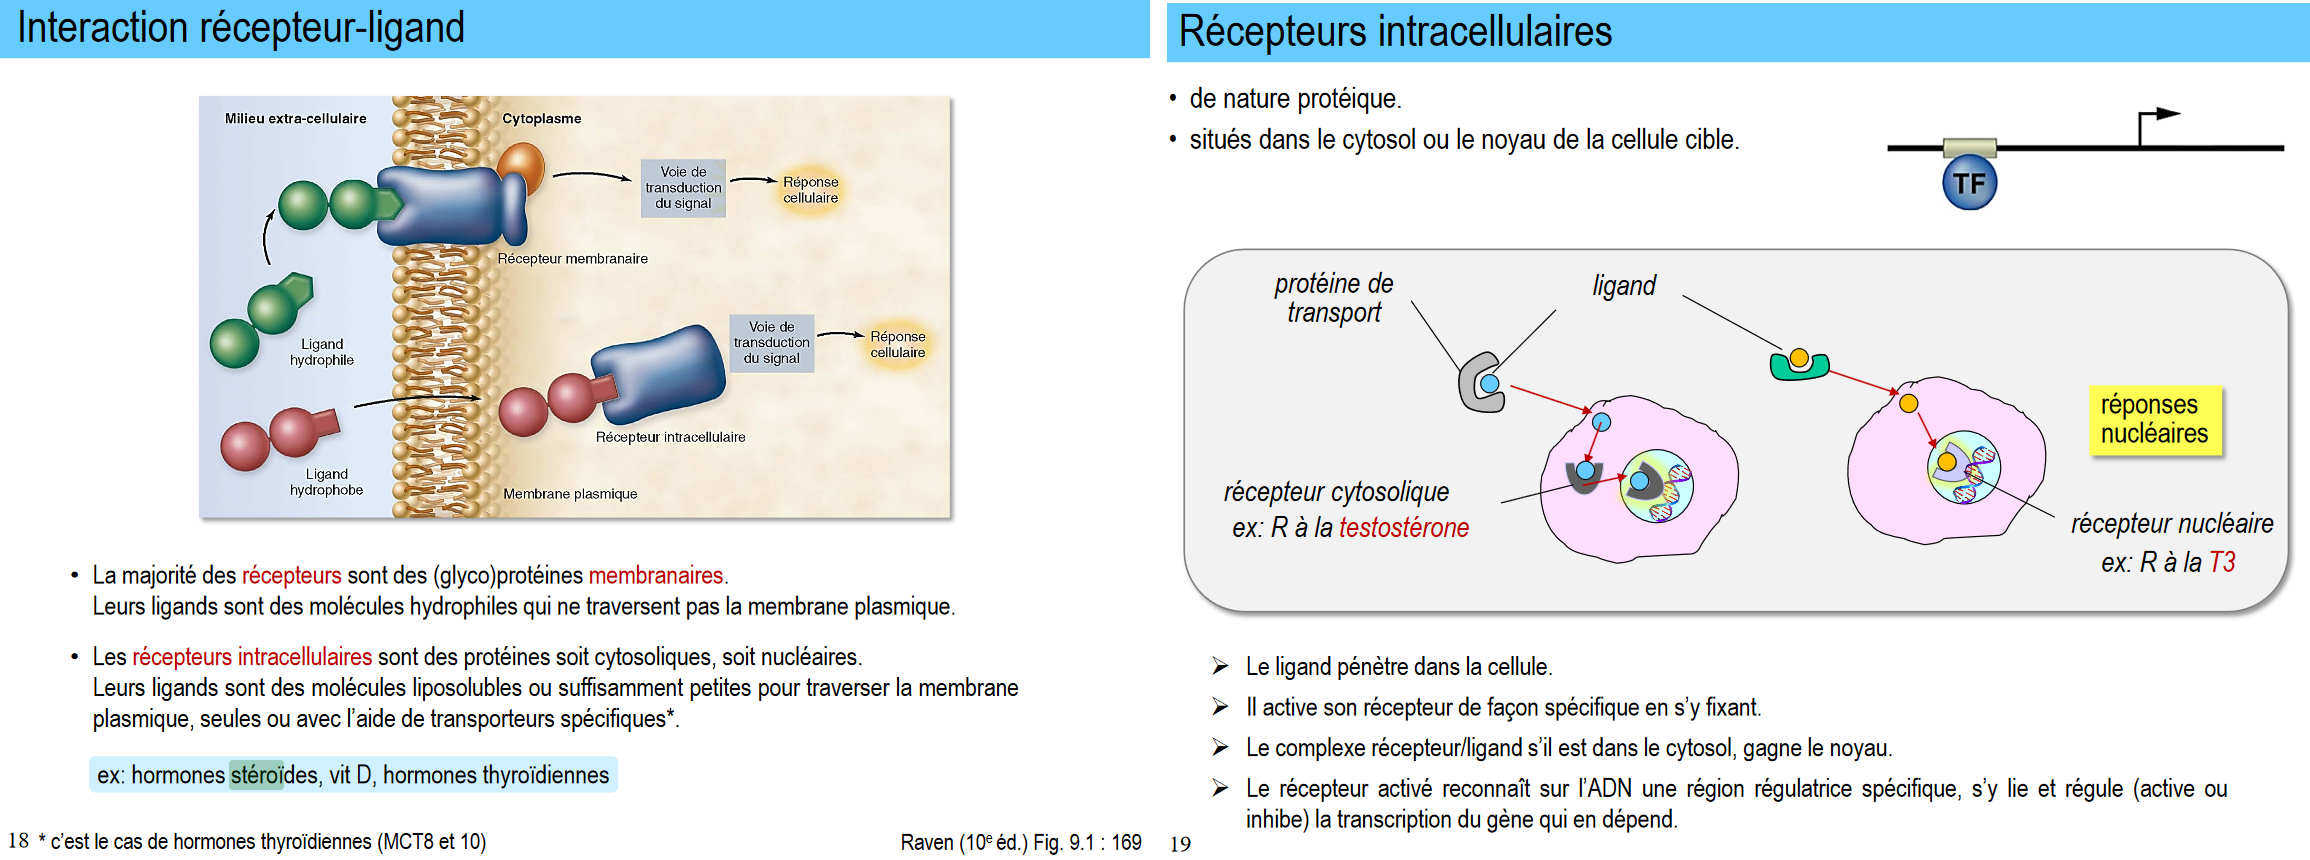 Interaction récepteur-ligand
Milieu extra-cellulaire
Cytoplasme
Voie de
transduction
du signal
Réponse
cellulaire
Récepteur membranaire
Ligand
hydrophile
Voie de
transduction
du signal
Réponse
cellulaire
Récepteur intracellulaire
Ligand
hydrophobe
Membrane plasmique
• La majorité des récepteurs sont des (glyco)protéines membranaires.
Leurs ligands sont des molécules hydrophiles qui ne traversent pas la membrane plasmique.
• Les récepteurs intracellulaires sont des protéines soit cytosoliques, soit nucléaires.
Leurs ligands sont des molécules liposolubles ou suffisamment petites pour traverser la membrane
plasmique, seules ou avec l’aide de transporteurs spécifiques*.
ex: hormones stéroïdes, vit D, hormones thyroïdiennes
18 * c’est le cas de hormones thyroïdiennes (MCT8 et 10)
Raven (10e éd.) Fig. 9.1 : 169
Récepteurs intracellulaires
• de nature protéique.
• situés dans le cytosol ou le noyau de la cellule cible.
TF
protéine de
transport
ligand
réponses
nucléaires
récepteur cytosolique
ex: R à la testostérone
récepteur nucléaire
ex: R à la T3
➢ Le ligand pénètre dans la cellule.
➢ Il active son récepteur de façon spécifique en s’y fixant.
➢ Le complexe récepteur/ligand s’il est dans le cytosol, gagne le noyau.
➢ Le récepteur activé reconnaît sur l’ADN une région régulatrice spécifique, s’y lie et régule (active ou
inhibe) la transcription du gène qui en dépend.
19